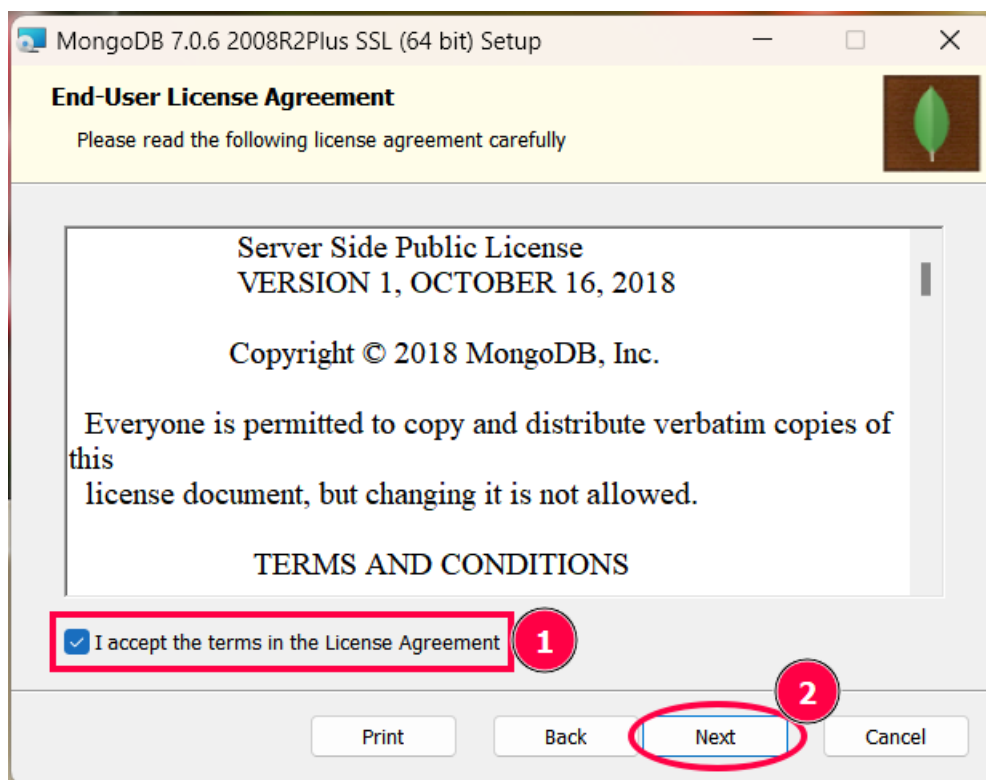 MongoDB 7.0.6 2008R2Plus SSL (64 bit) Setup
End-User License Agreement
Please read the following license agreement carefully
Server Side Public License
VERSION 1, OCTOBER 16, 2018
Copyright © 2018 MongoDB, Inc.
Everyone is permitted to copy and distribute verbatim copies of
this
license document, but changing it is not allowed.
TERMS AND CONDITIONS
I accept the terms in the License Agreement 1
2
Print Back Next Cancel